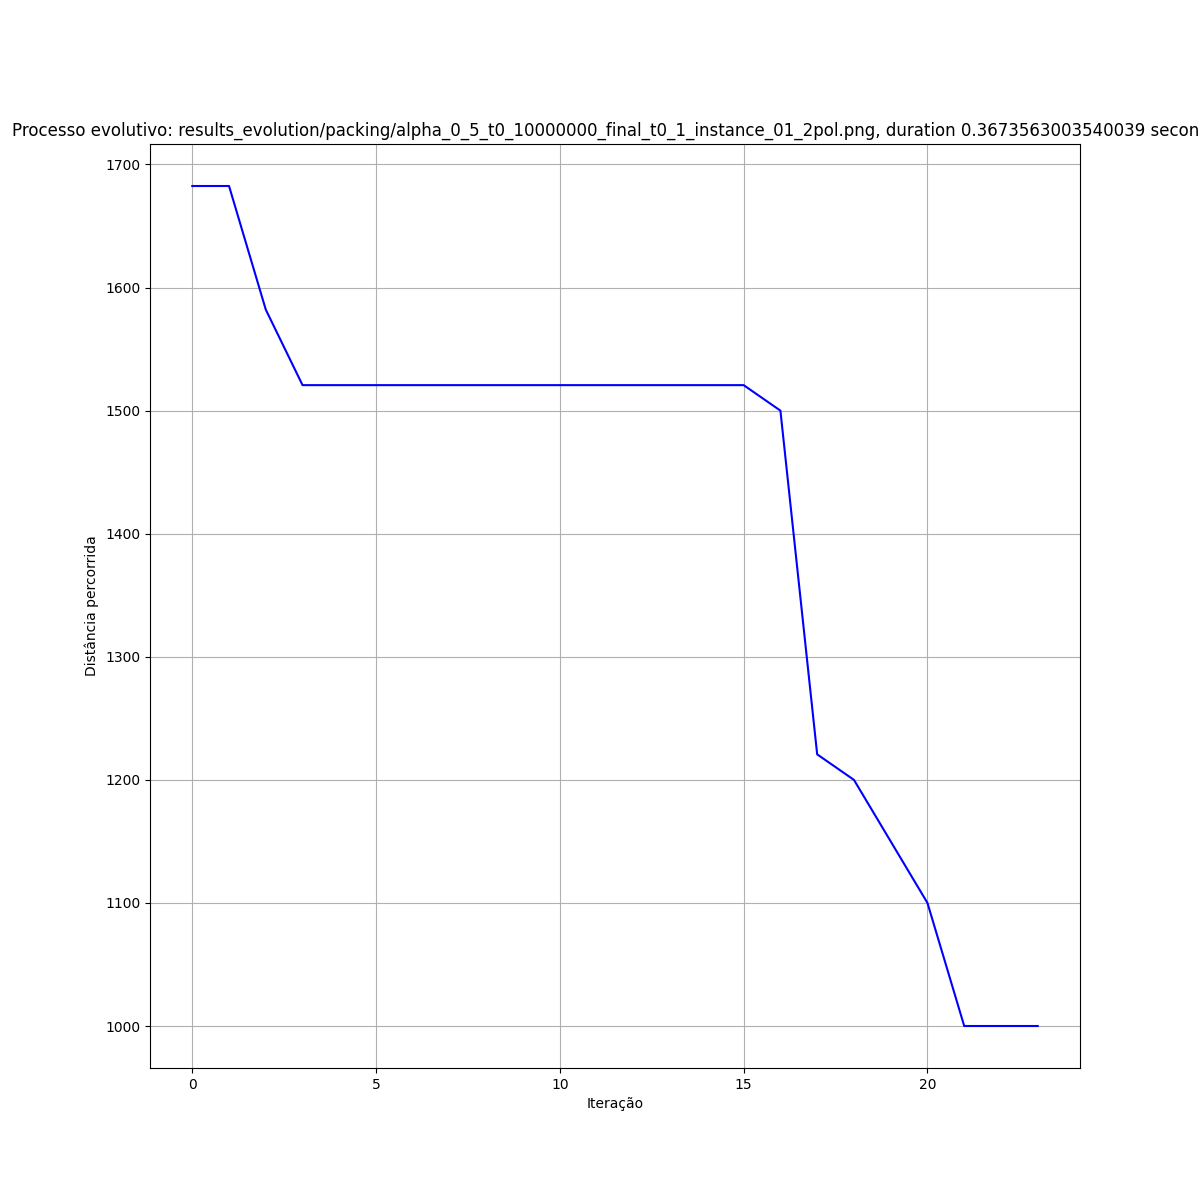 Processo evolutivo: results_evolution/packing/alpha_0_5_t0_10000000_final_t0_1_instance_01_2pol.png, duration 0.3673563003540039 secon
1700
1600
1500
1400
1300
1200
1100
1000
Distância percorrida
0 5 10 15 20
Iteração